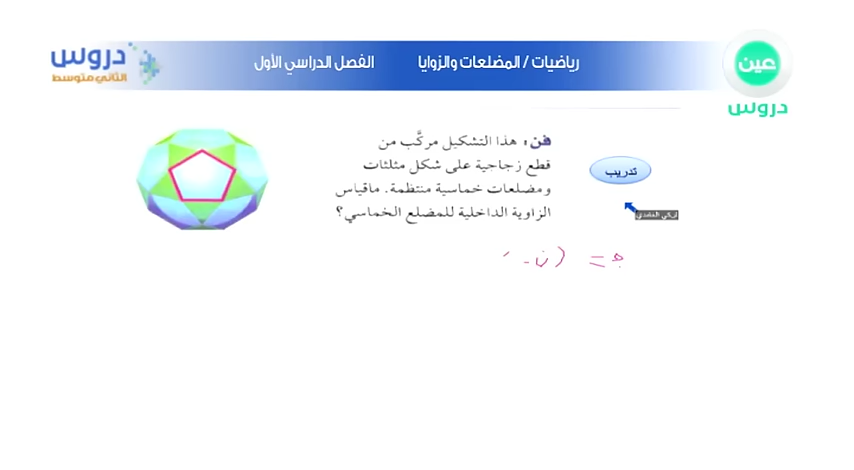 دروس
الثاني متوسط
رياضيات / المضلعات والزوايا
الفصل الدراسي الأول
عين
دروس
فن: هذا التشكيل مركَّب من
قطع زجاجية على شكل مثلثات
ومضلعات خماسية منتظمة. ماقياس
الزاوية الداخلية للمضلع الخماسي؟
تدريب
جـ = (ن -